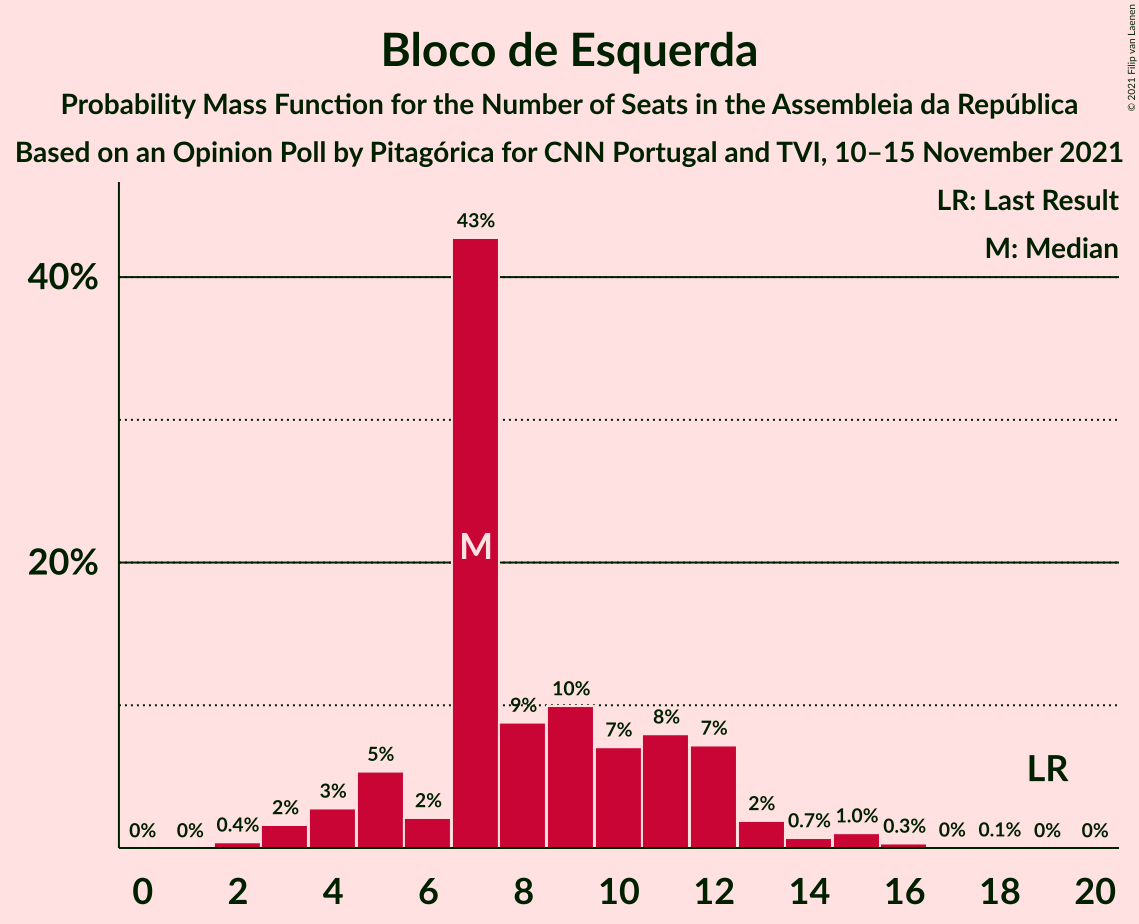 Bloco de Esquerda
Probability Mass Function for the Number of Seats in the Assembleia da República
Based on an Opinion Poll by Pitagórica for CNN Portugal and TVI, 10–15 November 2021
© 2021 Filip van Laenen
LR: Last Result
M: Median
40%
20%
0% 0% 0.4% 2% 3% 5% 2% 43% 9% 10% 7% 8% 7% 2% 0.7% 1.0% 0.3% 0% 0.1% 0% 0%
M
LR
0 2 4 6 8 10 12 14 16 18 20